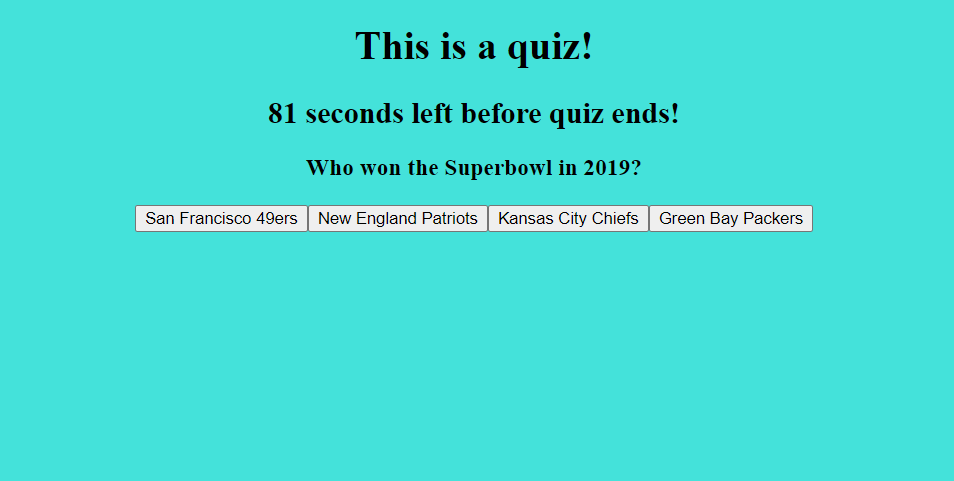 This is a quiz!
81 seconds left before quiz ends!
Who won the Superbowl in 2019?
San Francisco 49ers New England Patriots Kansas City Chiefs Green Bay Packers